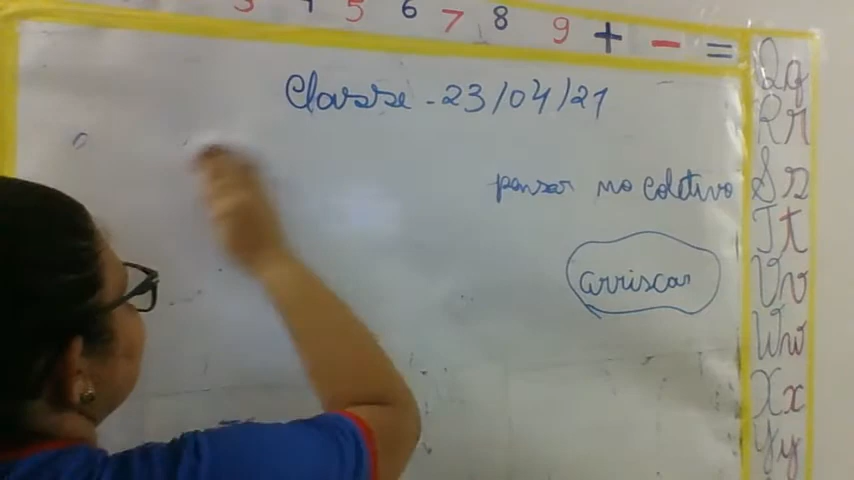 5 6 7 8 9 + - =
Classe - 23/04/21
pensar no coletivo
arriscar
Qq
Rr
Ss
Tt
Vv
Ww
Xx
Yy